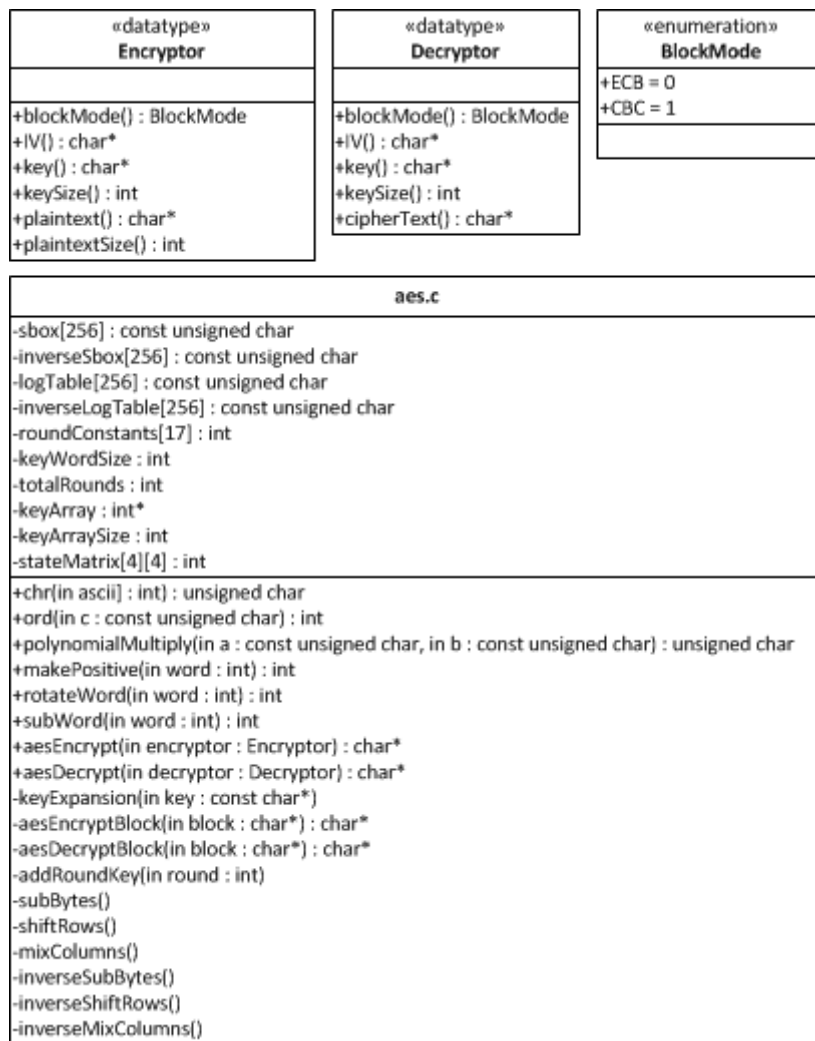 «datatype»
Encryptor
+blockMode() : BlockMode
+IV() : char*
+key() : char*
+keySize() : int
+plaintext() : char*
+plaintextSize() : int
«datatype»
Decryptor
+blockMode() : BlockMode
+IV() : char*
+key() : char*
+keySize() : int
+cipherText() : char*
«enumeration»
BlockMode
+ECB = 0
+CBC = 1
aes.c
-sbox[256] : const unsigned char
-inverseSbox[256] : const unsigned char
-logTable[256] : const unsigned char
-inverseLogTable[256] : const unsigned char
-roundConstants[17] : int
-keyWordSize : int
-totalRounds : int
-keyArray : int*
-keyArraySize : int
-stateMatrix[4][4] : int
+chr(in ascii] : int) : unsigned char
+ord(in c : const unsigned char) : int
+polynomialMultiply(in a : const unsigned char, in b : const unsigned char) : unsigned char
+makePositive(in word : int) : int
+rotateWord(in word : int) : int
+subWord(in word : int) : int
+aesEncrypt(in encryptor : Encryptor) : char*
+aesDecrypt(in decryptor : Decryptor) : char*
-keyExpansion(in key : const char*)
-aesEncryptBlock(in block : char*) : char*
-aesDecryptBlock(in block : char*) : char*
-addRoundKey(in round : int)
-subBytes()
-shiftRows()
-mixColumns()
-inverseSubBytes()
-inverseShiftRows()
-inverseMixColumns()